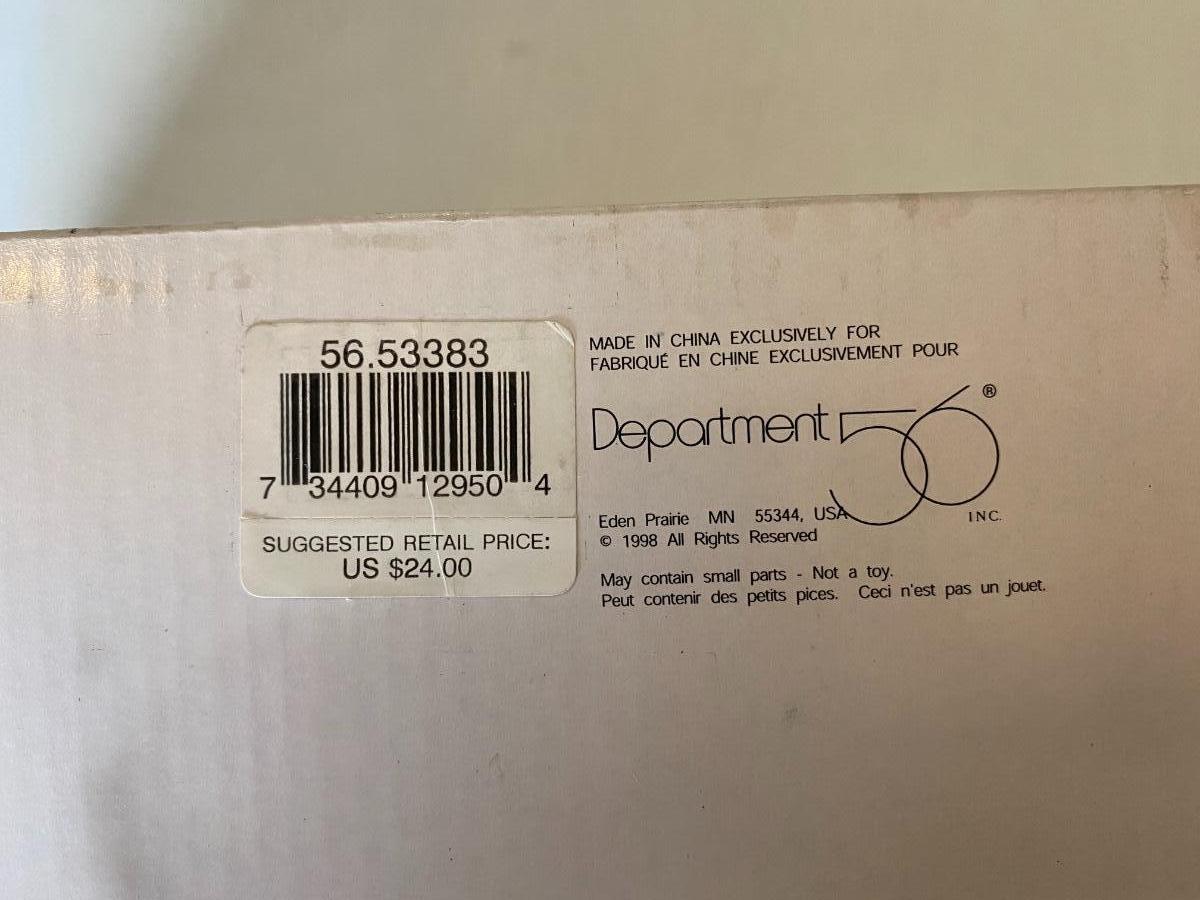 56.53383
7 34409 12950 4
SUGGESTED RETAIL PRICE:
US $24.00
MADE IN CHINA EXCLUSIVELY FOR
FABRIQUÉ EN CHINE EXCLUSIVEMENT POUR
Department 56®
INC.
Eden Prairie MN 55344, USA
© 1998 All Rights Reserved
May contain small parts - Not a toy.
Peut contenir des petits pices. Ceci n'est pas un jouet.